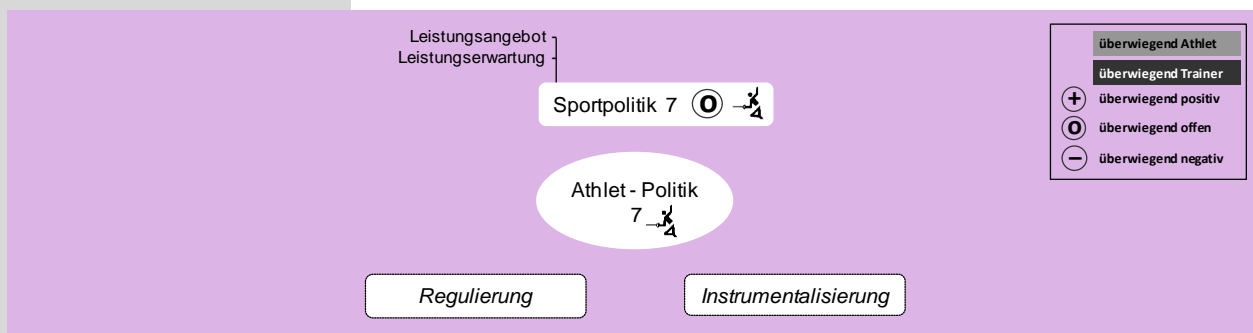 Leistungsangebot
Leistungserwartung
Sportpolitik 7 O
Athlet - Politik
7
Regulierung
Instrumentalisierung
überwiegend Athlet
überwiegend Trainer
+ überwiegend positiv
O überwiegend offen
− überwiegend negativ